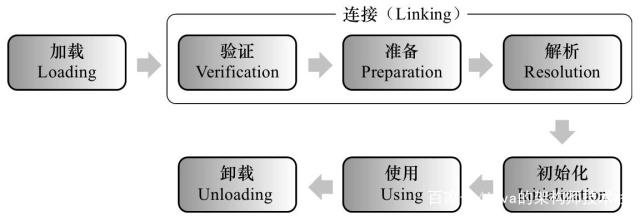 连接（Linking）
加载
Loading
验证
Verification
准备
Preparation
解析
Resolution
初始化
Initialization
使用
Using
卸载
Unloading